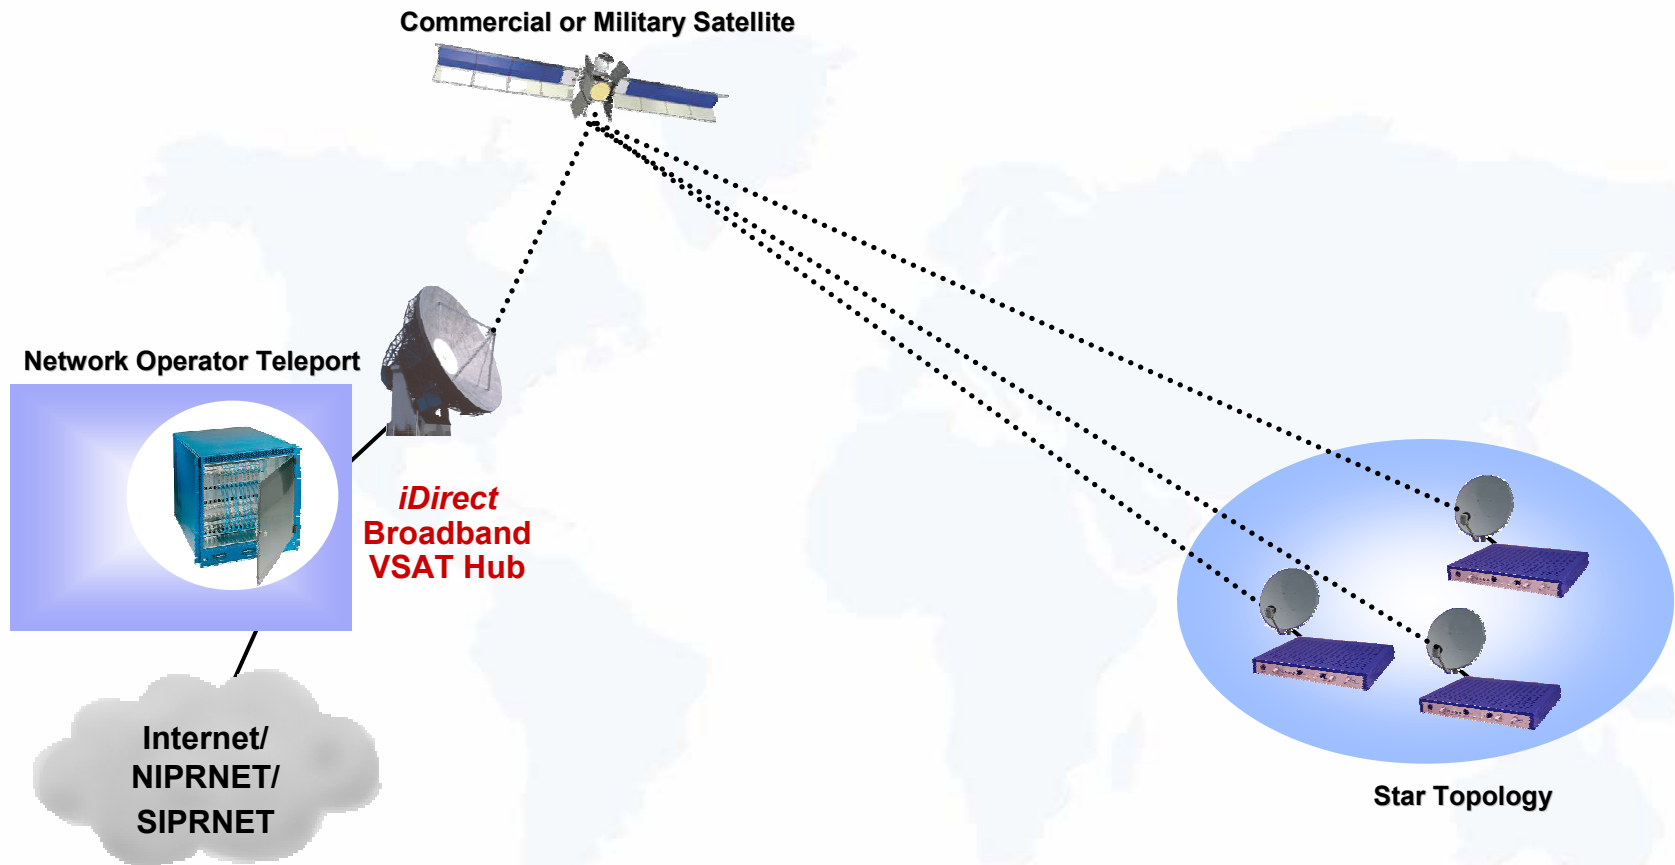 Commercial or Military Satellite
Network Operator Teleport
iDirect
Broadband
VSAT Hub
Internet/
NIPRNET/
SIPRNET
Star Topology